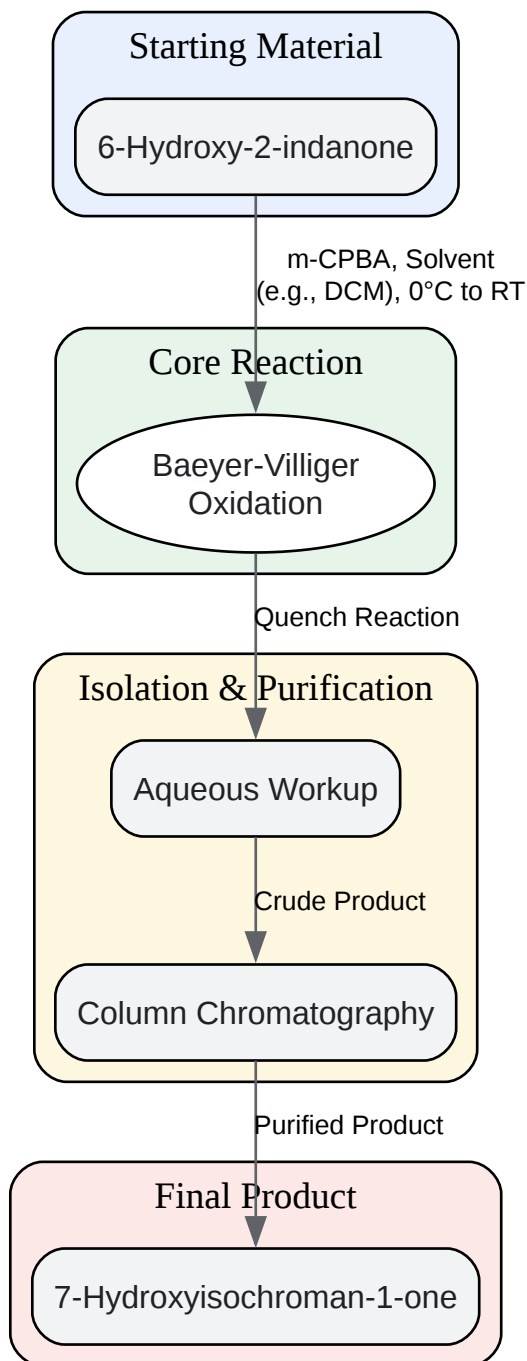 Starting Material
6-Hydroxy-2-indanone
m-CPBA, Solvent
(e.g., DCM), 0°C to RT
Core Reaction
Baeyer-Villiger
Oxidation
Quench Reaction
Isolation & Purification
Aqueous Workup
Crude Product
Column Chromatography
Purified Product
Final Product
7-Hydroxyisochroman-1-one